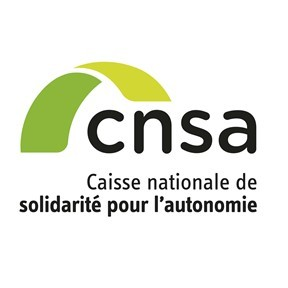 cnsa
Caisse nationale de
solidarité pour l'autonomie